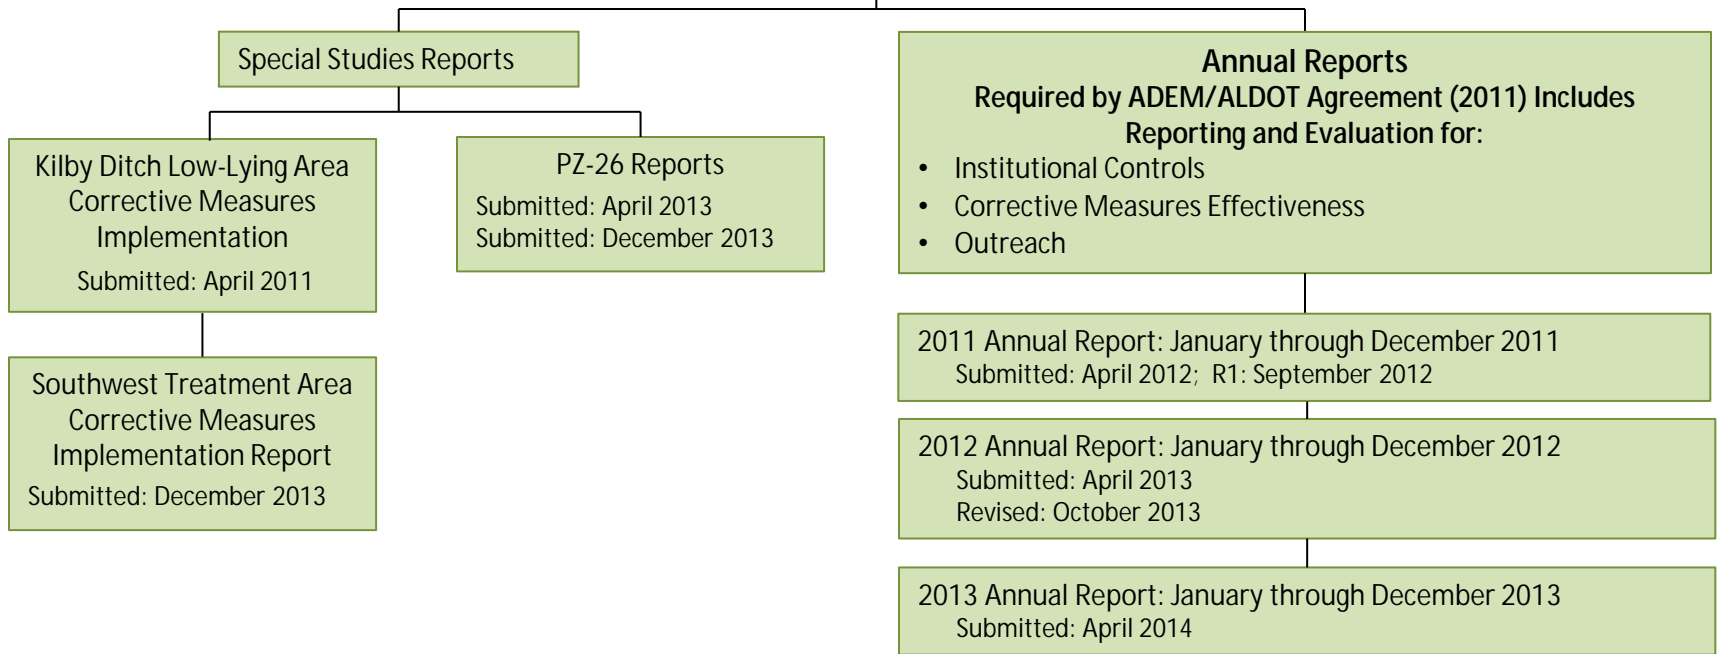 Special Studies Reports
Kilby Ditch Low-Lying Area
Corrective Measures
Implementation
Submitted: April 2011
Southwest Treatment Area
Corrective Measures
Implementation Report
Submitted: December 2013
PZ-26 Reports
Submitted: April 2013
Submitted: December 2013
Annual Reports
Required by ADEM/ALDOT Agreement (2011) Includes
Reporting and Evaluation for:
• Institutional Controls
• Corrective Measures Effectiveness
• Outreach
2011 Annual Report: January through December 2011
Submitted: April 2012; R1: September 2012
2012 Annual Report: January through December 2012
Submitted: April 2013
Revised: October 2013
2013 Annual Report: January through December 2013
Submitted: April 2014